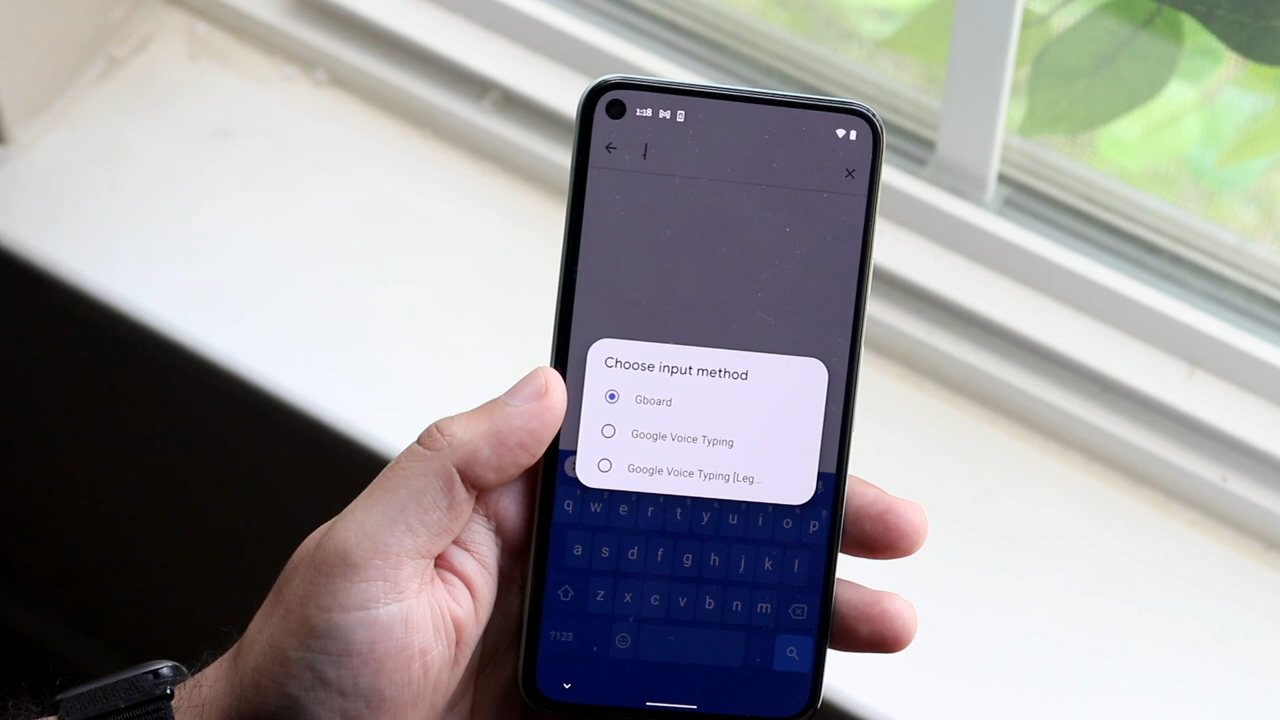 1:18
Choose input method
Gboard
Google Voice Typing
Google Voice Typing [Leg...
q w e r t y u i o p
a s d f g h j k l
z x c v b n m
?123 , .